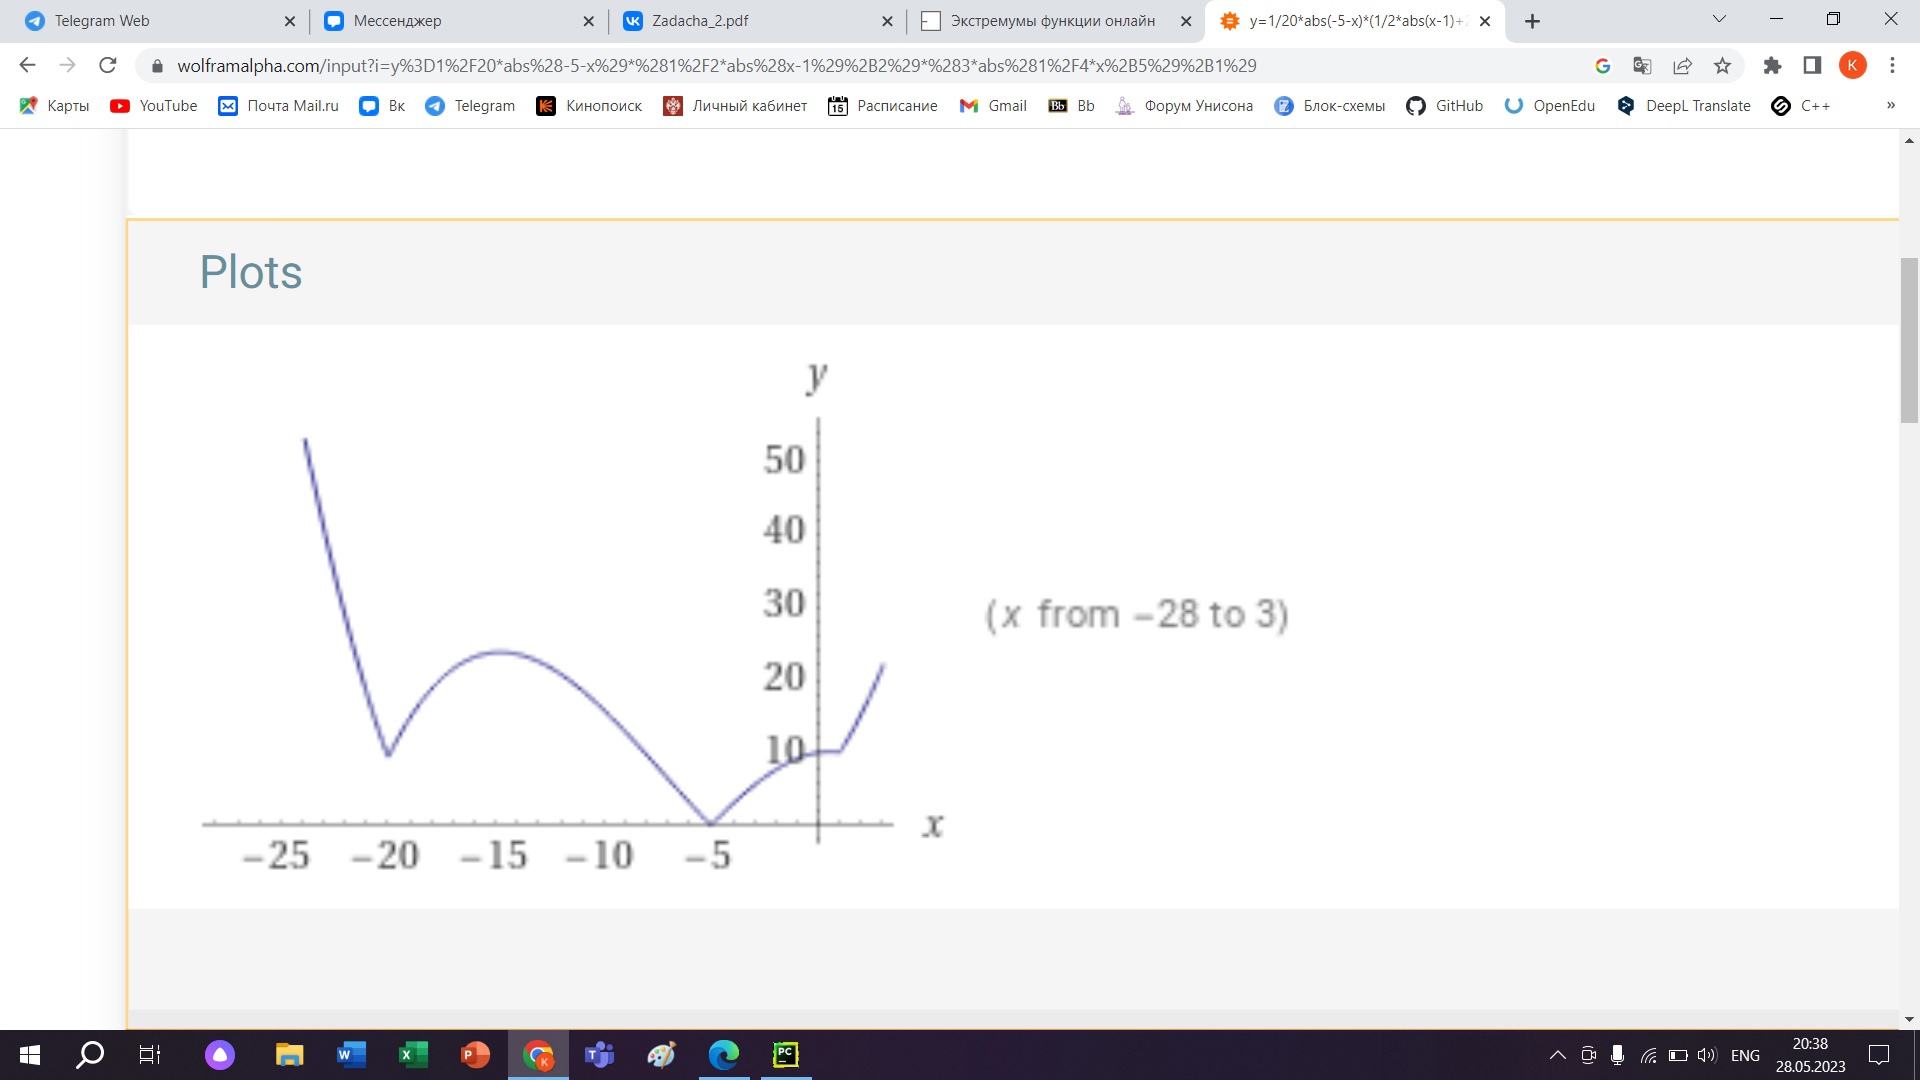 Telegram Web
Мессенджер
Zadacha_2.pdf
Экстремумы функции онлайн
y=1/20*abs(-5-x)*(1/2*abs(x-1)+
wolframalpha.com/input?i=y%3D1%2F20*abs%28-5-x%29*%281%2F2*abs%28x-1%29%2B2%29*%283*abs%281%2F4*x%2B5%29%2B1%29
K
Карты
YouTube
Почта Mail.ru
Вк
Telegram
Кинопоиск
Личный кабинет
15
Расписание
Gmail
Bb
Bb
Форум Унисона
Блок-схемы
GitHub
OpenEdu
DeepL Translate
C++
»
Plots
y
50
40
30
20
10
(x from −28 to 3)
x
−25 −20 −15 −10 −5
ENG
20:38
28.05.2023